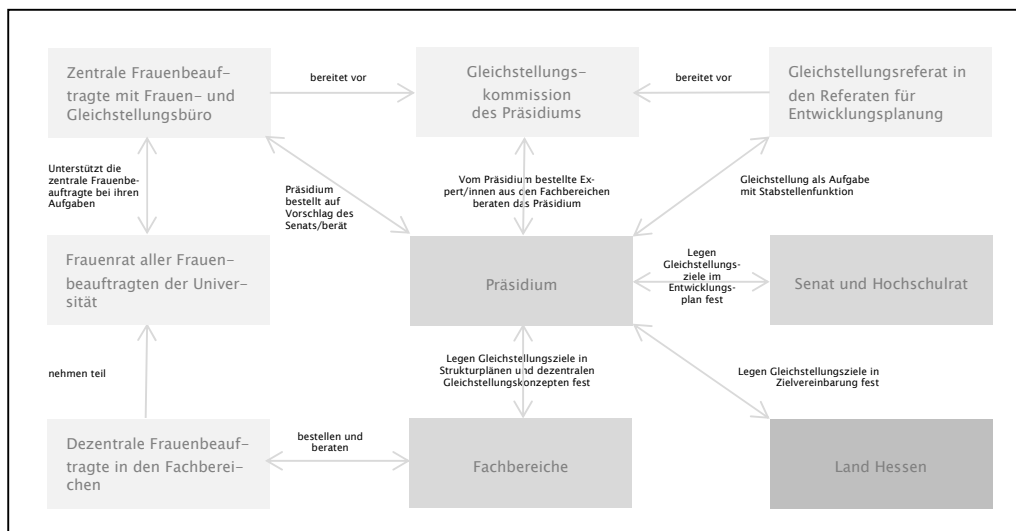 Zentrale Frauenbeauf-
tragte mit Frauen- und
Gleichstellungsbüro
bereitet vor
Gleichstellungs-
kommission
des Präsidiums
bereitet vor
Gleichstellungsreferat in
den Referaten für
Entwicklungsplanung
Unterstützt die
zentrale Frauenbe-
auftragte bei ihren
Aufgaben
Präsidium
bestellt auf
Vorschlag des
Senats/berät
Vom Präsidium bestellte Ex-
pert/innen aus den Fachbereichen
beraten das Präsidium
Gleichstellung als Aufgabe
mit Stabstellenfunktion
Frauenrat aller Frauen-
beauftragten der Univer-
sität
Präsidium
Legen
Gleichstellungs-
ziele im
Entwicklungs-
plan fest
Senat und Hochschulrat
nehmen teil
Legen Gleichstellungsziele in
Strukturplänen und dezentralen
Gleichstellungskonzepten fest
Legen Gleichstellungsziele in
Zielvereinbarung fest
Dezentrale Frauenbeauf-
tragte in den Fachberei-
chen
bestellen und
beraten
Fachbereiche
Land Hessen